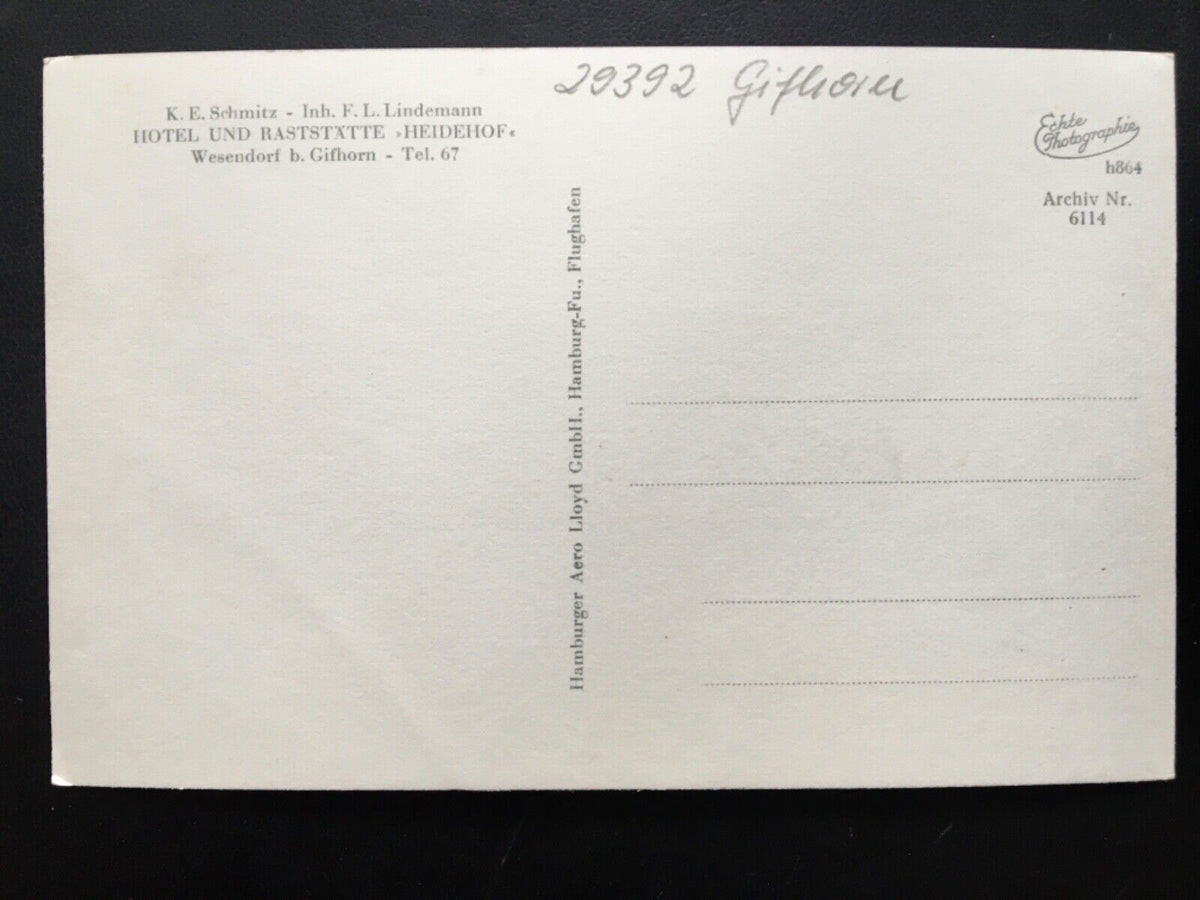 K. E. Schmitz - Inh. F. L. Lindemann
HOTEL UND RASTSTÄTTE »HEIDEHOF«
Wesendorf b. Gifhorn - Tel. 67
29392 Gifhorn
Echte
Photographie
h864
Archiv Nr.
6114
Hamburger Aero Lloyd GmbH., Hamburg-Fu., Flughafen